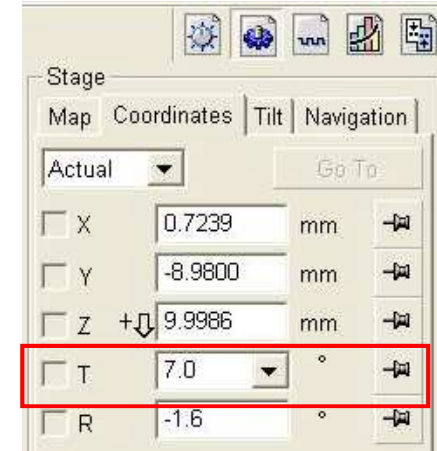 Stage
Map Coordinates Tilt Navigation
Actual Go To
X 0.7239 mm
Y -8.9800 mm
Z + 9.9986 mm
T 7.0 °
R -1.6 °